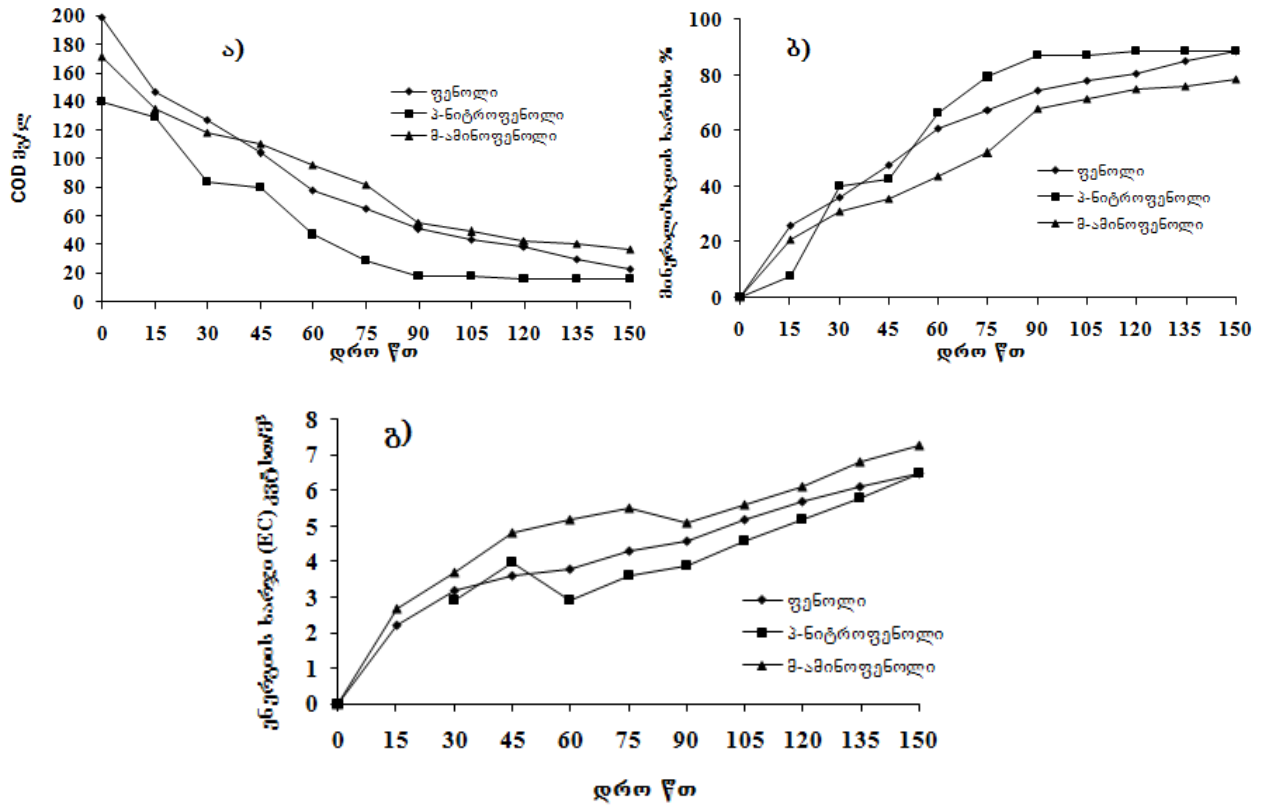 ა)
COD მგ/ლ
200
180
160
140
120
100
80
60
40
20
0
0 15 30 45 60 75 90 105 120 135 150
დრო წთ
ფენოლი
პ-ნიტროფენოლი
მ-ამინოფენოლი
ბ)
მინერალიზაციის ხარისხი %
100
80
60
40
20
0
0 15 30 45 60 75 90 105 120 135 150
დრო წთ
ფენოლი
პ-ნიტროფენოლი
მ-ამინოფენოლი
გ)
ენერგიის ხარჯი (EC) კვტ სთ/მ³
8
7
6
5
4
3
2
1
0
0 15 30 45 60 75 90 105 120 135 150
დრო წთ
ფენოლი
პ-ნიტროფენოლი
მ-ამინოფენოლი